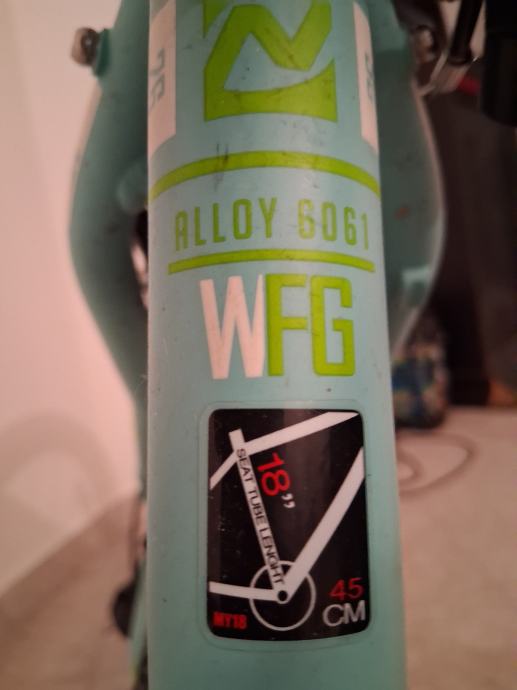 ALLOY 6061
WFG
18”
SEAT TUBE LENGHT
45
CM
MY18